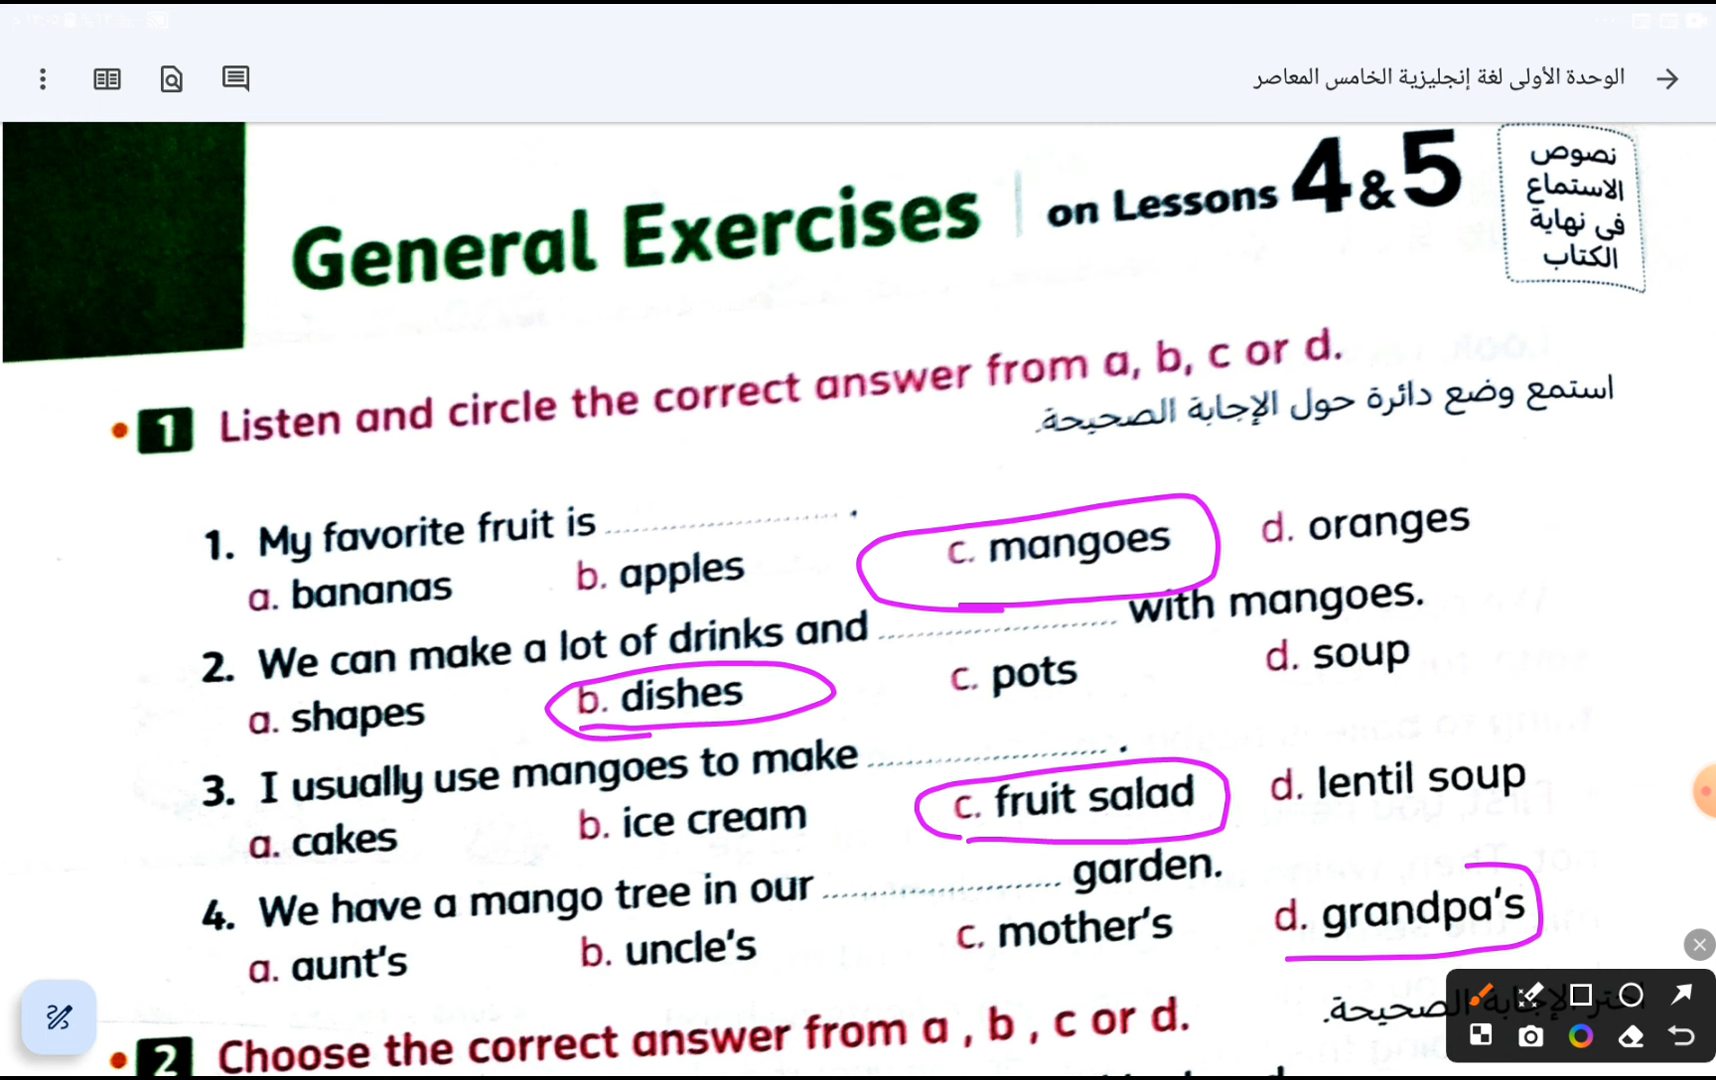 الوحدة الأولى لغة إنجليزية الخامس المعاصر
General Exercises on Lessons 4 & 5
نصوص
الاستماع
فى نهاية
الكتاب
1 Listen and circle the correct answer from a, b, c or d.
استمع وضع دائرة حول الإجابة الصحيحة.
1. My favorite fruit is .................... .
a. bananas b. apples c. mangoes d. oranges
2. We can make a lot of drinks and .................... with mangoes.
a. shapes b. dishes c. pots d. soup
3. I usually use mangoes to make .................... .
a. cakes b. ice cream c. fruit salad d. lentil soup
4. We have a mango tree in our .................... garden.
a. aunt's b. uncle's c. mother's d. grandpa's
2 Choose the correct answer from a , b , c or d.
اختر الإجابة الصحيحة.